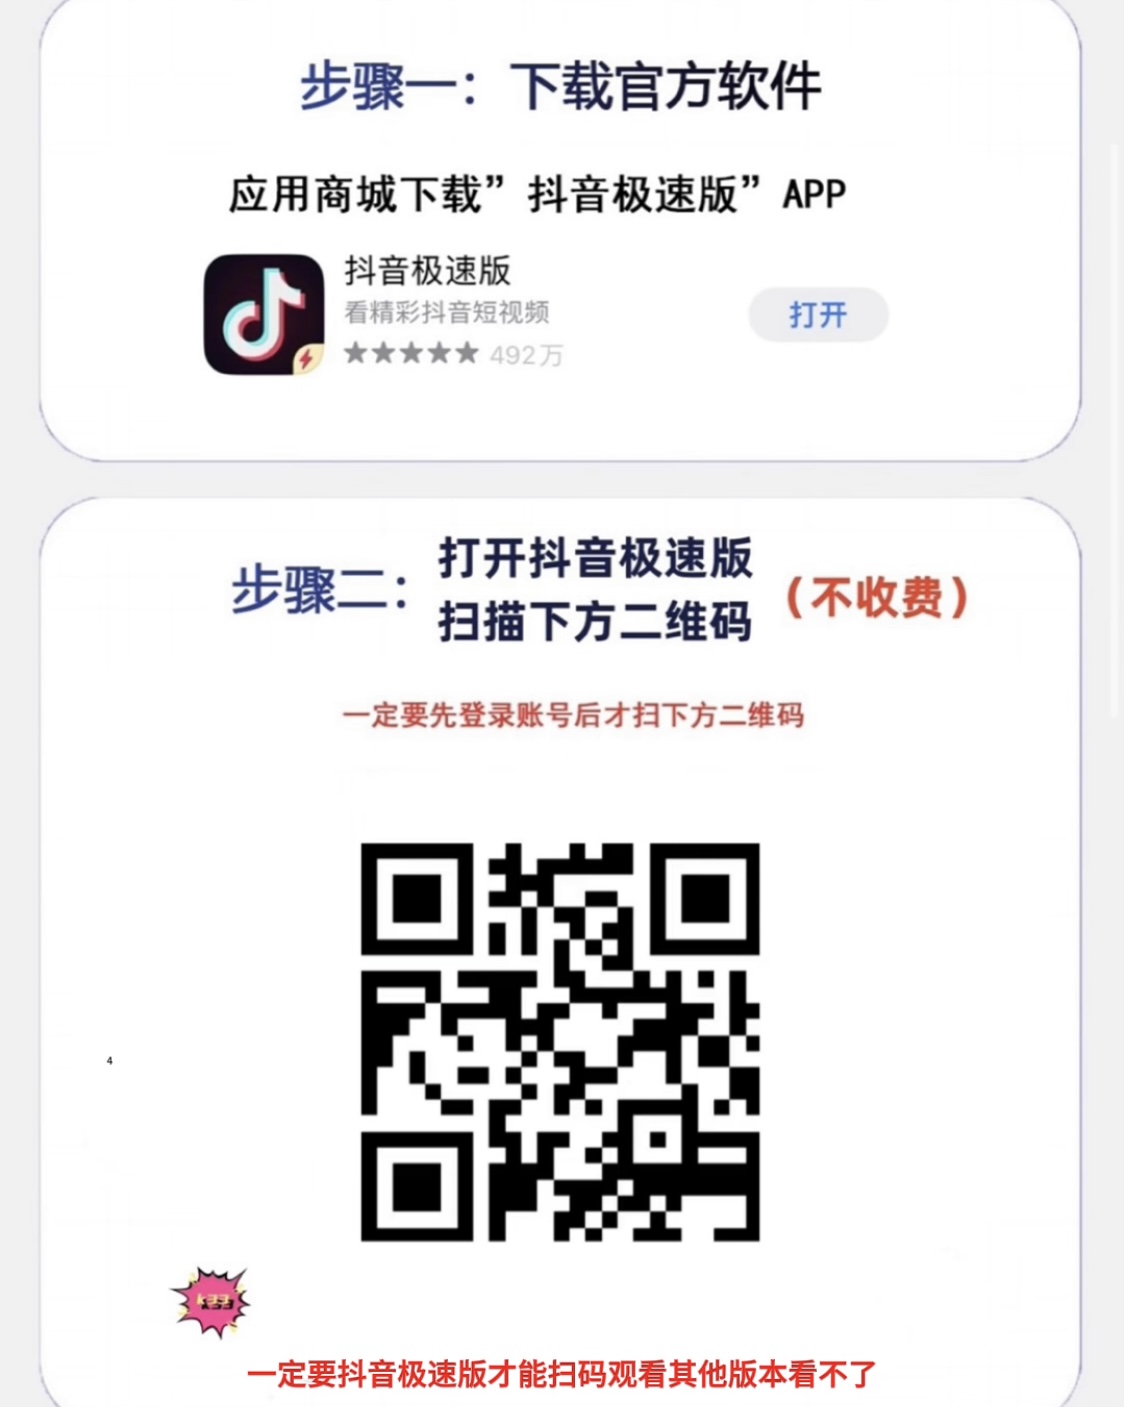 步骤一：下载官方软件
应用商城下载”抖音极速版”APP
抖音极速版
看精彩抖音短视频
492万
打开
步骤二：
打开抖音极速版
扫描下方二维码
（不收费）
一定要先登录账号后才扫下方二维码
4
k33
一定要抖音极速版才能扫码观看其他版本看不了